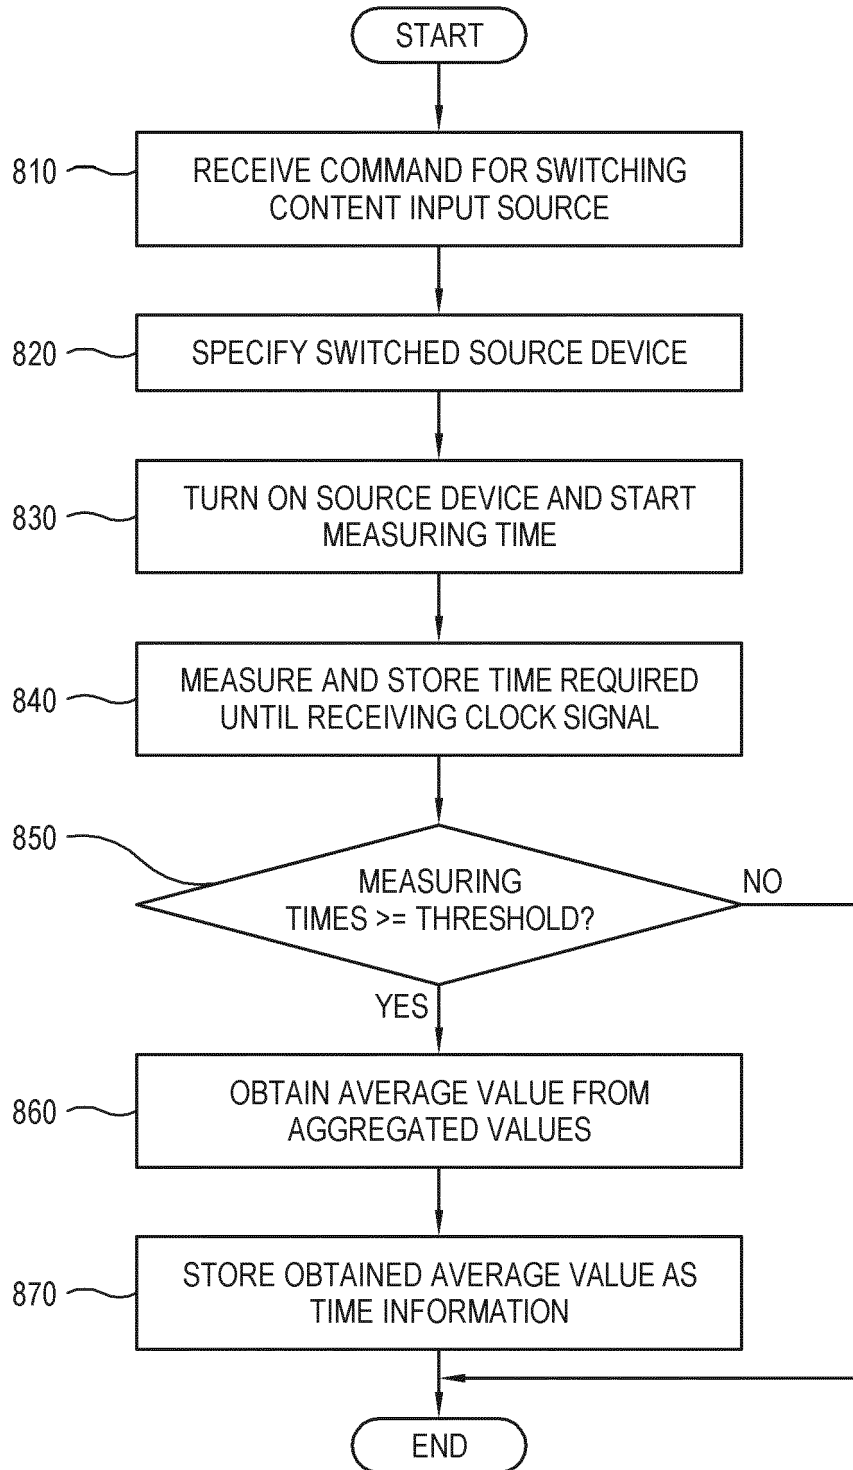 START
810
RECEIVE COMMAND FOR SWITCHING
CONTENT INPUT SOURCE
820
SPECIFY SWITCHED SOURCE DEVICE
830
TURN ON SOURCE DEVICE AND START
MEASURING TIME
840
MEASURE AND STORE TIME REQUIRED
UNTIL RECEIVING CLOCK SIGNAL
850
MEASURING
TIMES >= THRESHOLD?
NO
YES
860
OBTAIN AVERAGE VALUE FROM
AGGREGATED VALUES
870
STORE OBTAINED AVERAGE VALUE AS
TIME INFORMATION
END